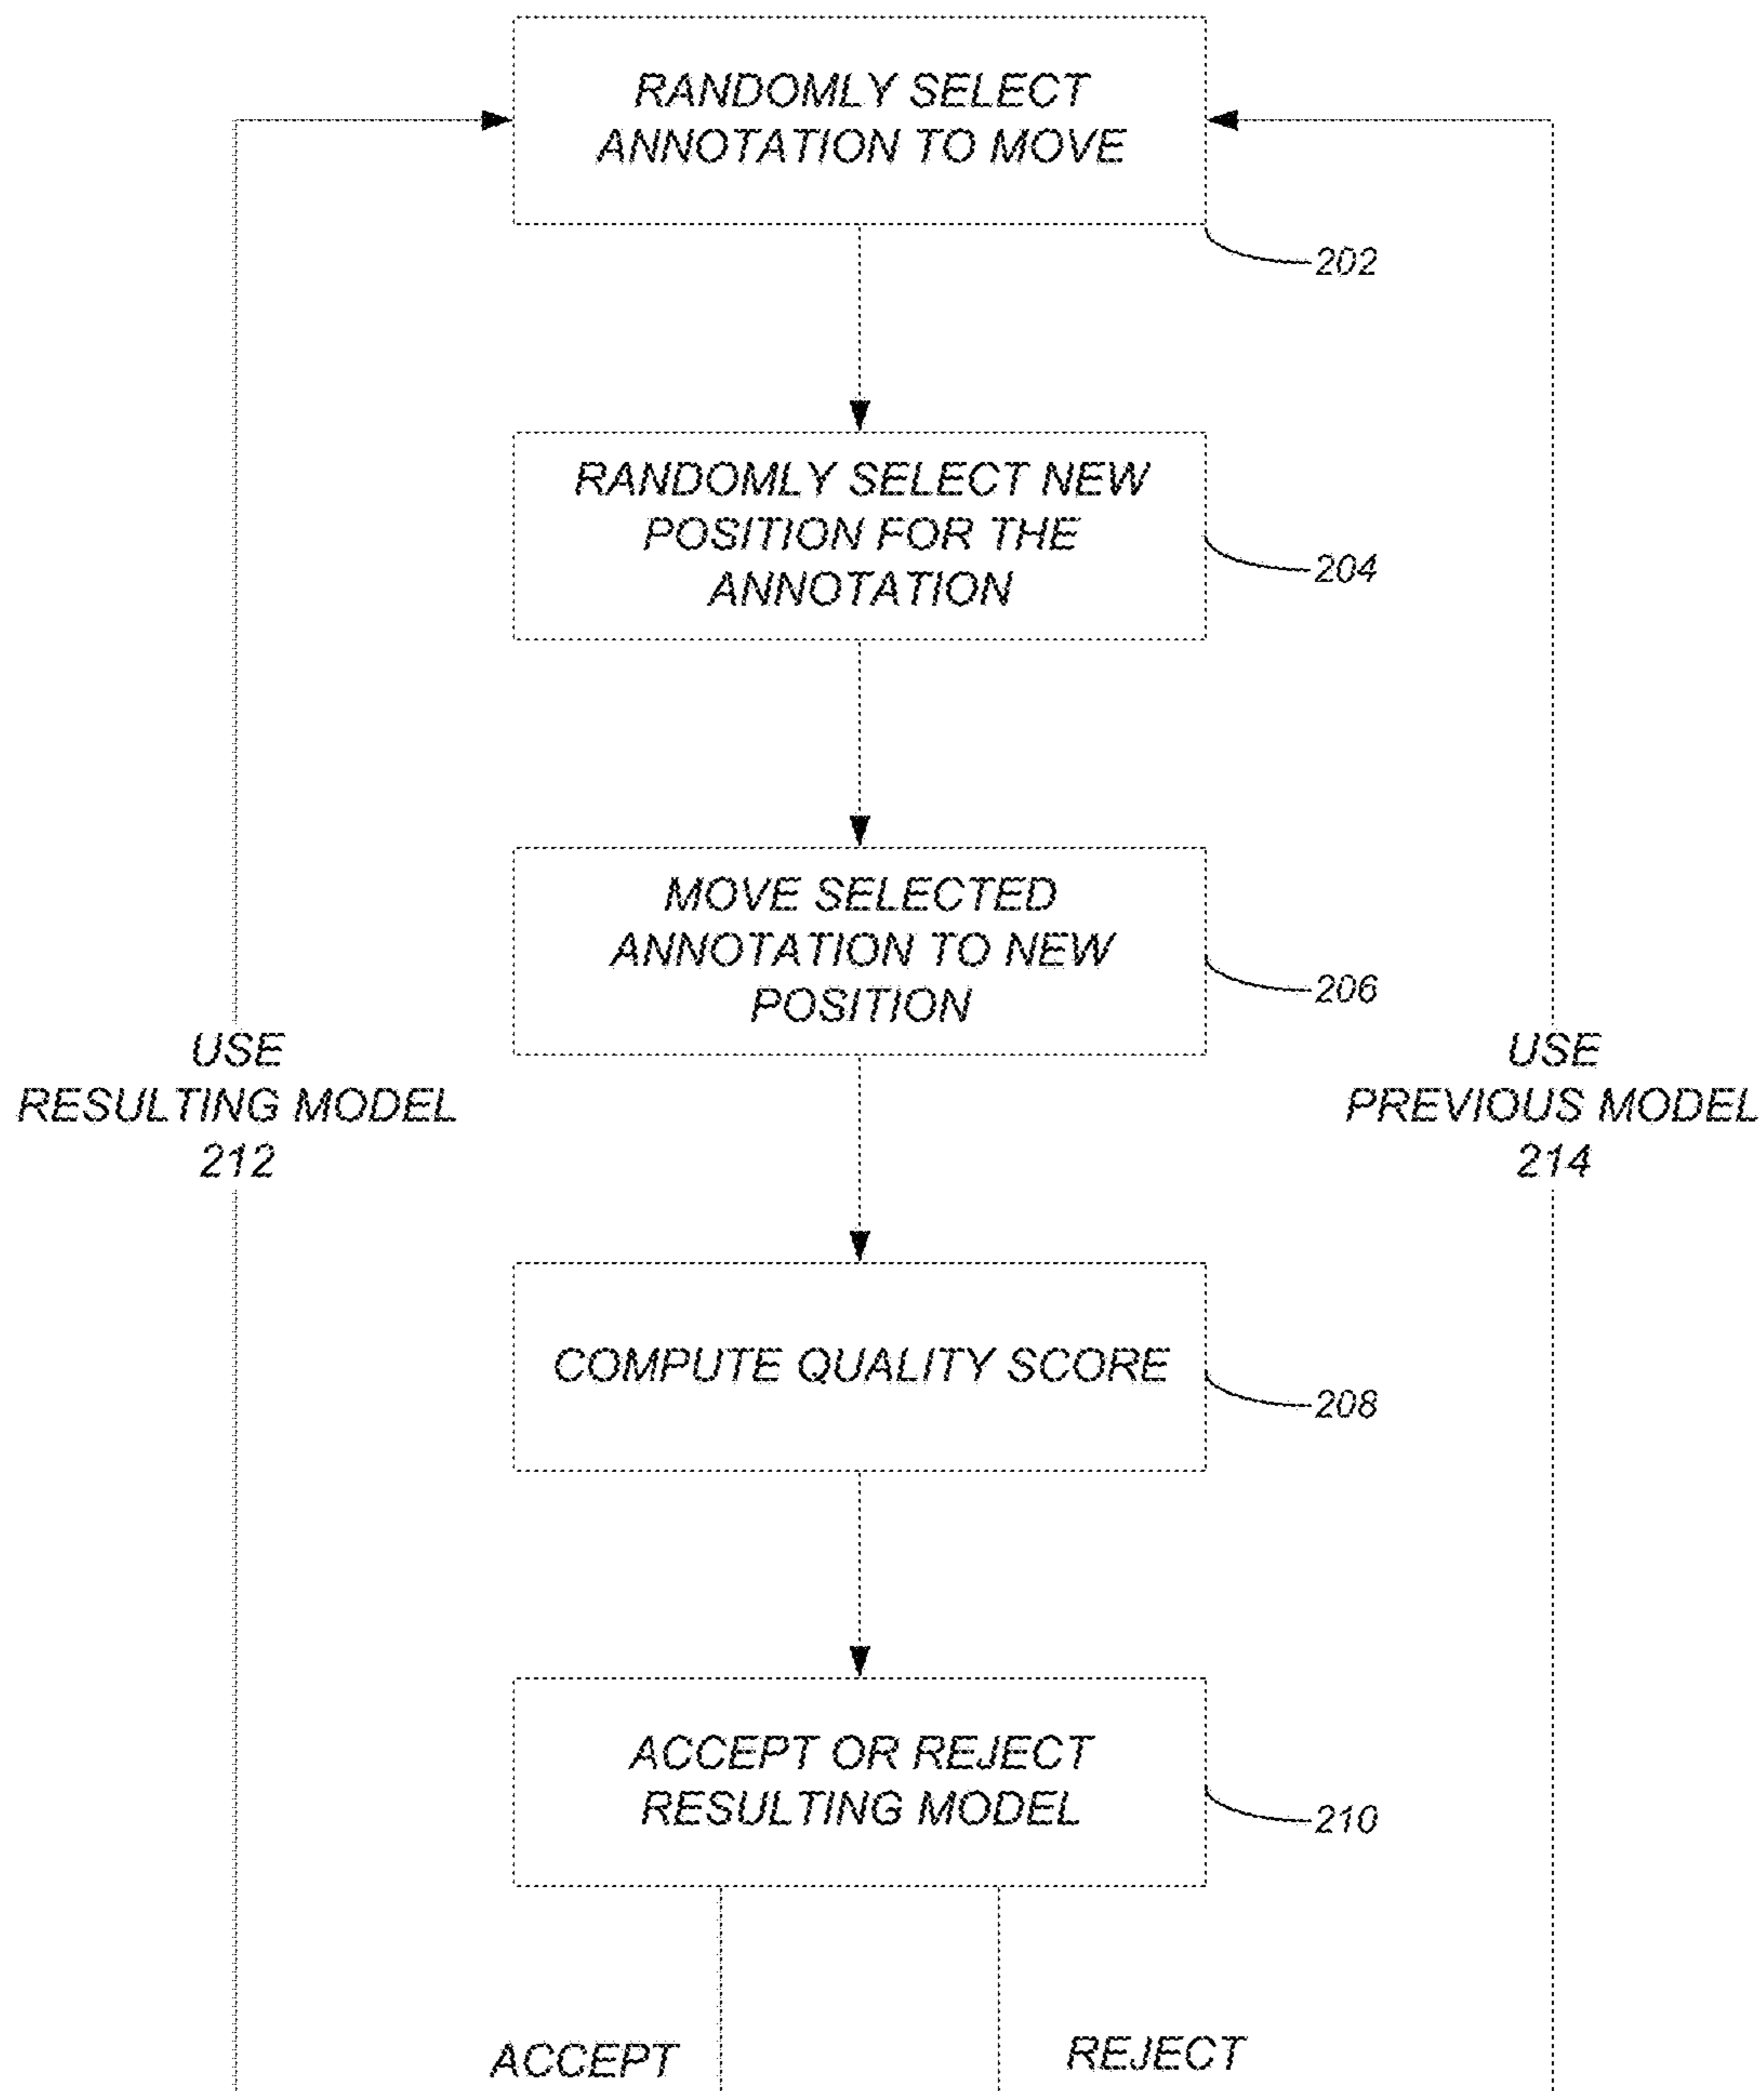 RANDOMLY SELECT
ANNOTATION TO MOVE
202
RANDOMLY SELECT NEW
POSITION FOR THE
ANNOTATION
204
MOVE SELECTED
ANNOTATION TO NEW
POSITION
206
USE
RESULTING MODEL
212
USE
PREVIOUS MODEL
214
COMPUTE QUALITY SCORE
208
ACCEPT OR REJECT
RESULTING MODEL
210
ACCEPT
REJECT